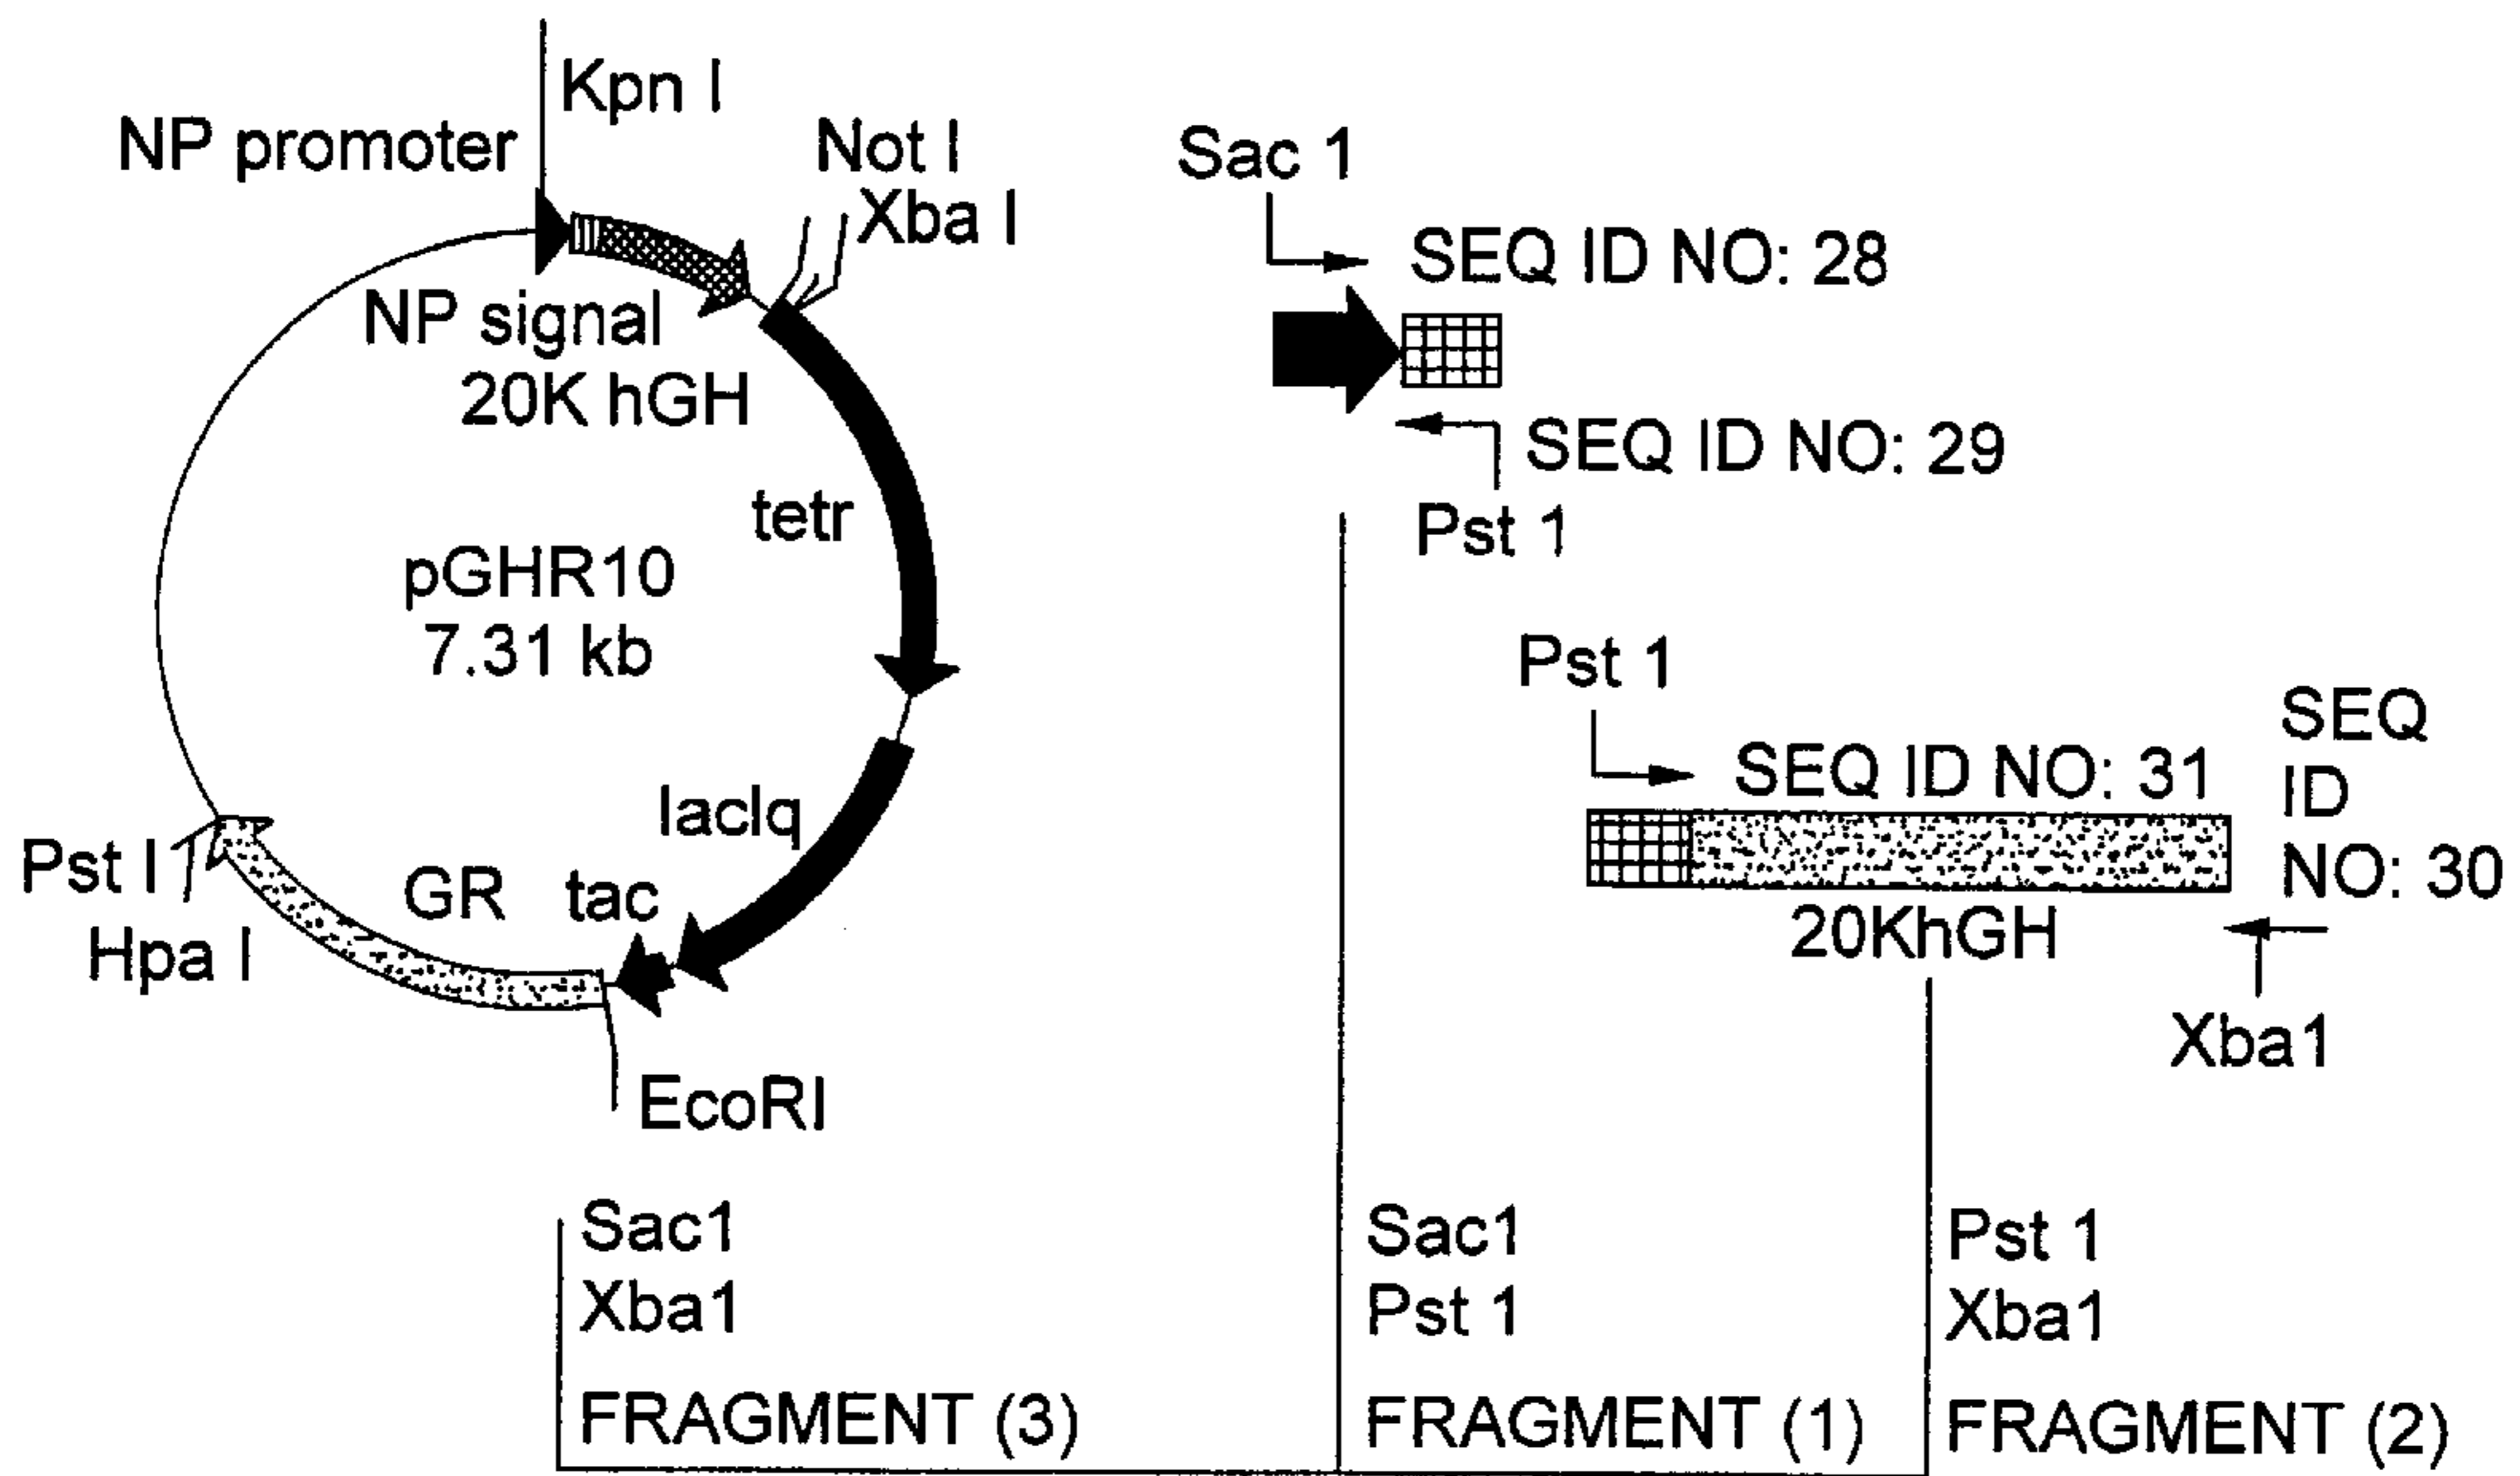 Kpn I
NP promoter
Not I
Xba I
NP signal
20K hGH
tetr
pGHR10
7.31 kb
lacIq
GR
tac
Pst I
Hpa I
EcoRI
Sac 1
SEQ ID NO: 28
SEQ ID NO: 29
Pst 1
Pst 1
SEQ ID NO: 31
SEQ
ID
NO: 30
20KhGH
Xba1
Sac1
Xba1
FRAGMENT (3)
Sac1
Pst 1
FRAGMENT (1)
Pst 1
Xba1
FRAGMENT (2)